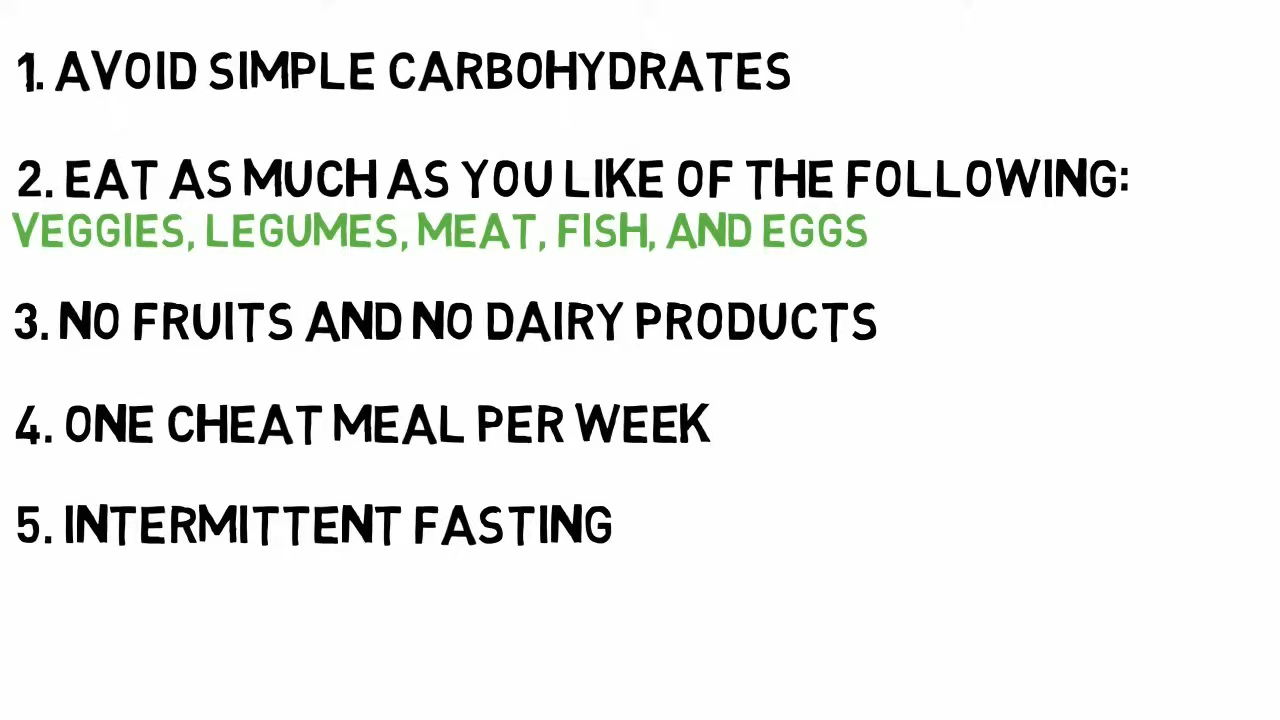 1. AVOID SIMPLE CARBOHYDRATES
2. EAT AS MUCH AS YOU LIKE OF THE FOLLOWING:
VEGGIES, LEGUMES, MEAT, FISH, AND EGGS
3. NO FRUITS AND NO DAIRY PRODUCTS
4. ONE CHEAT MEAL PER WEEK
5. INTERMITTENT FASTING